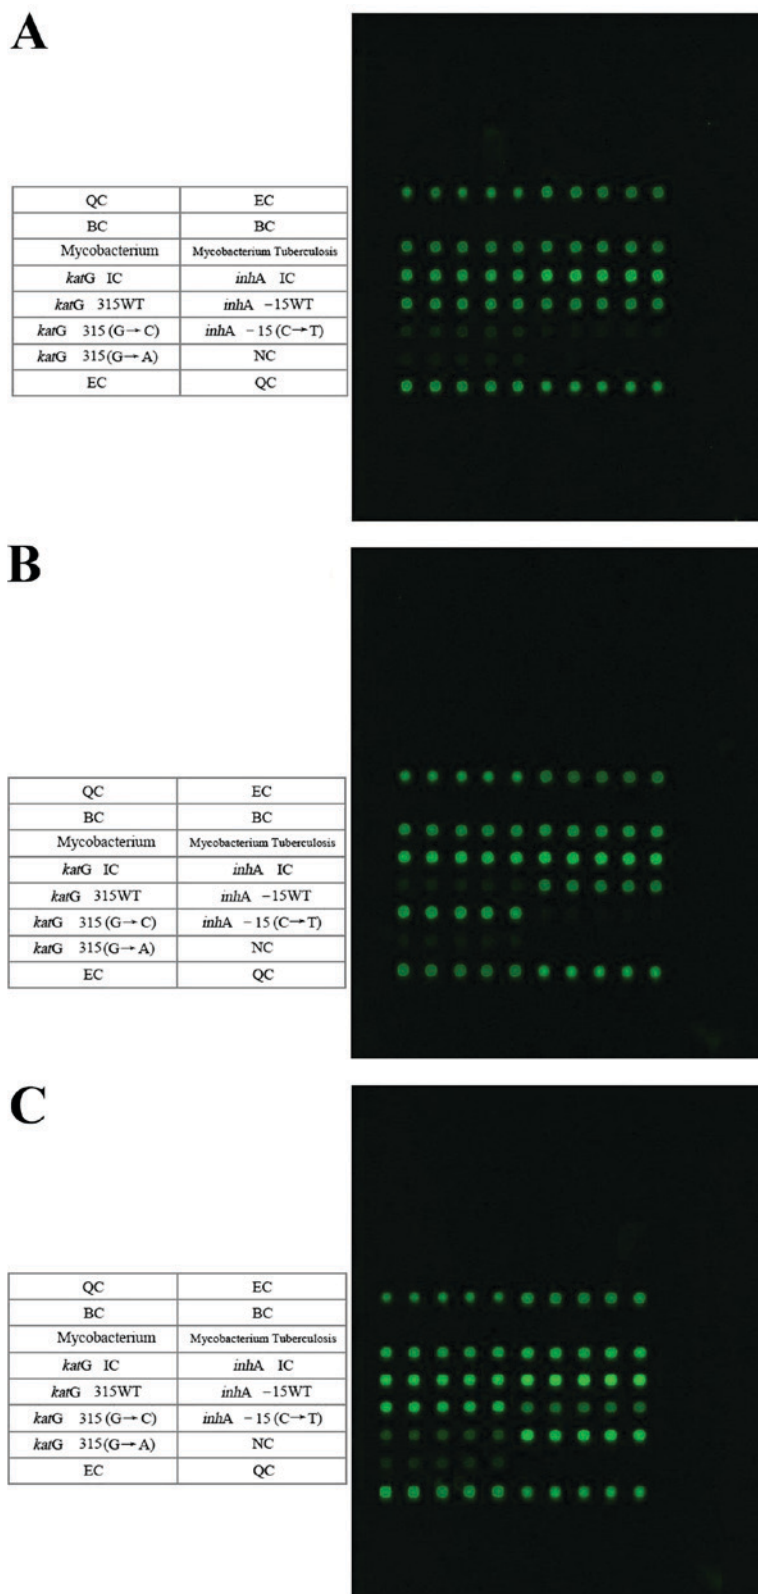 A
QC EC
BC BC
Mycobacterium Mycobacterium Tuberculosis
katG IC inhA IC
katG 315WT inhA −15WT
katG 315(G→C) inhA −15(C→T)
katG 315(G→A) NC
EC QC
B
QC EC
BC BC
Mycobacterium Mycobacterium Tuberculosis
katG IC inhA IC
katG 315WT inhA −15WT
katG 315(G→C) inhA −15(C→T)
katG 315(G→A) NC
EC QC
C
QC EC
BC BC
Mycobacterium Mycobacterium Tuberculosis
katG IC inhA IC
katG 315WT inhA −15WT
katG 315(G→C) inhA −15(C→T)
katG 315(G→A) NC
EC QC